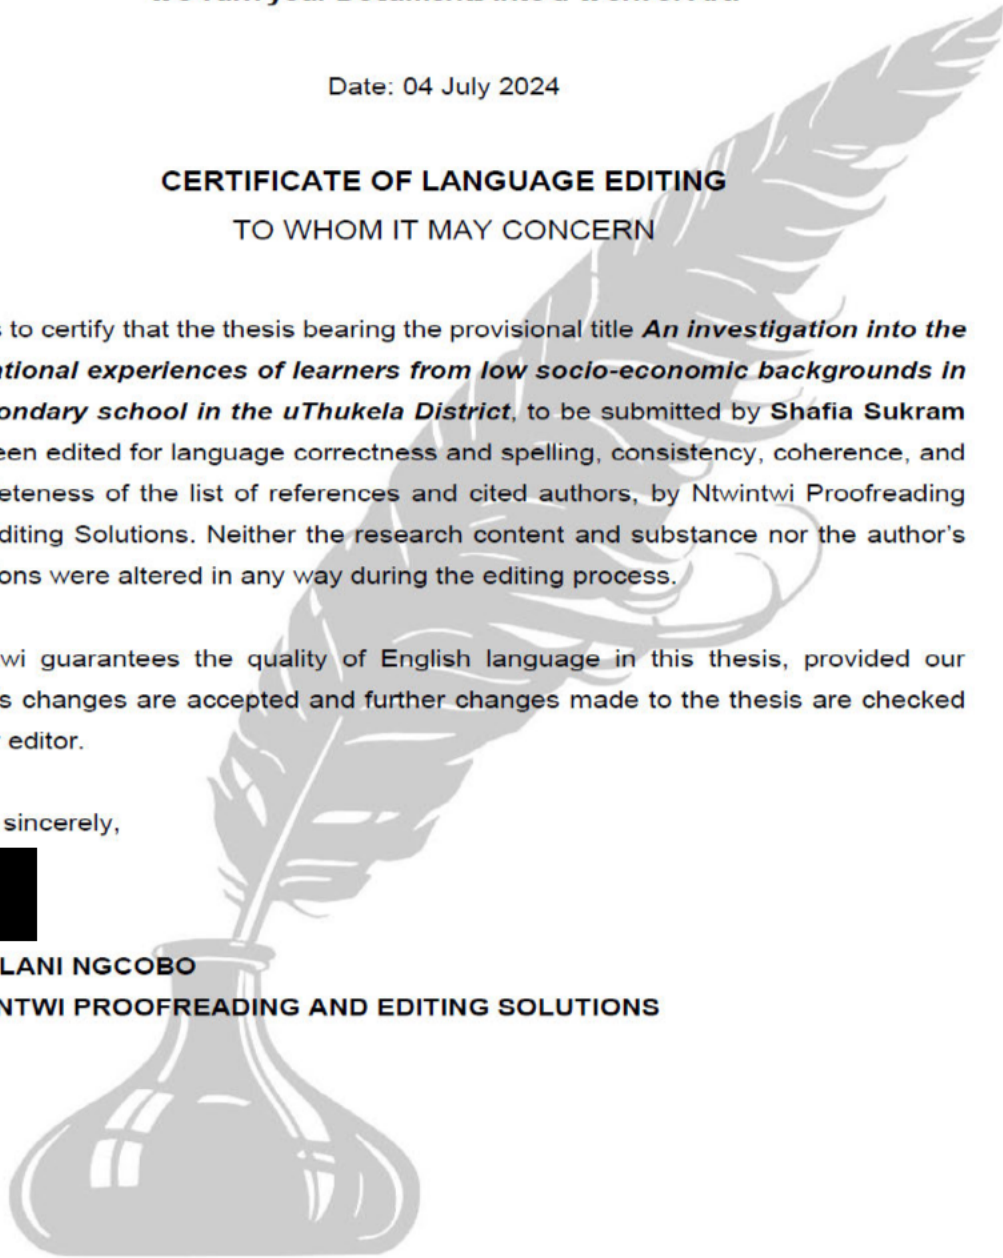 Date: 04 July 2024
CERTIFICATE OF LANGUAGE EDITING
TO WHOM IT MAY CONCERN
s to certify that the thesis bearing the provisional title An investigation into the
ational experiences of learners from low socio-economic backgrounds in
ondary school in the uThukela District, to be submitted by Shafia Sukram
een edited for language correctness and spelling, consistency, coherence, and
eteness of the list of references and cited authors, by Ntwintwi Proofreading
diting Solutions. Neither the research content and substance nor the author's
ons were altered in any way during the editing process.
wi guarantees the quality of English language in this thesis, provided our
s changes are accepted and further changes made to the thesis are checked
editor.
sincerely,
LANI NGCOBO
NTWI PROOFREADING AND EDITING SOLUTIONS